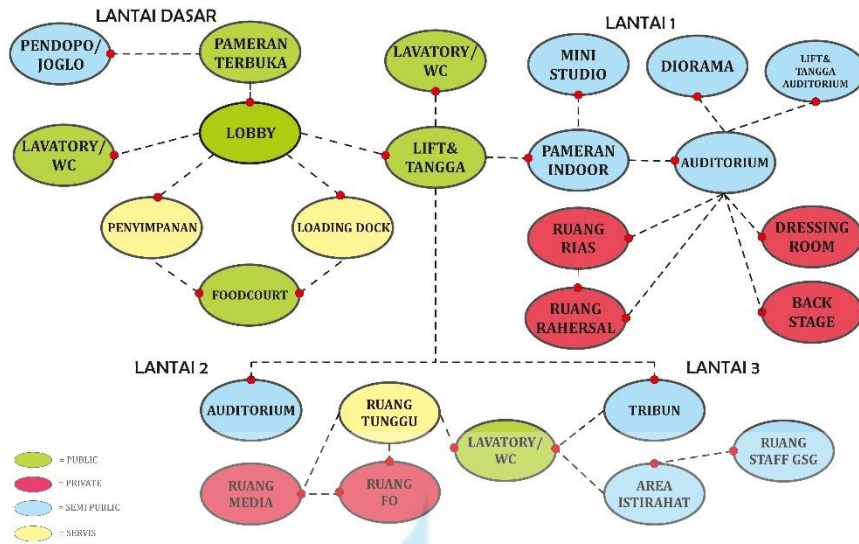 LANTAI DASAR
PENDOPO/
JOGLO
PAMERAN
TERBUKA
LAVATORY/
WC
LOBBY
PENYIMPANAN
LOADING DOCK
FOODCOURT
LAVATORY/
WC
LIFT&
TANGGA
LANTAI 1
MINI
STUDIO
DIORAMA
LIFT&
TANGGA
AUDITORIUM
PAMERAN
INDOOR
AUDITORIUM
RUANG
RIAS
DRESSING
ROOM
RUANG
RAHERSAL
BACK
STAGE
LANTAI 2
AUDITORIUM
RUANG
TUNGGU
RUANG
MEDIA
RUANG
FO
LAVATORY/
WC
LANTAI 3
TRIBUN
RUANG
STAFF GSG
AREA
ISTIRAHAT
= PUBLIC
= PRIVATE
= SEMI PUBLIC
= SERVIS